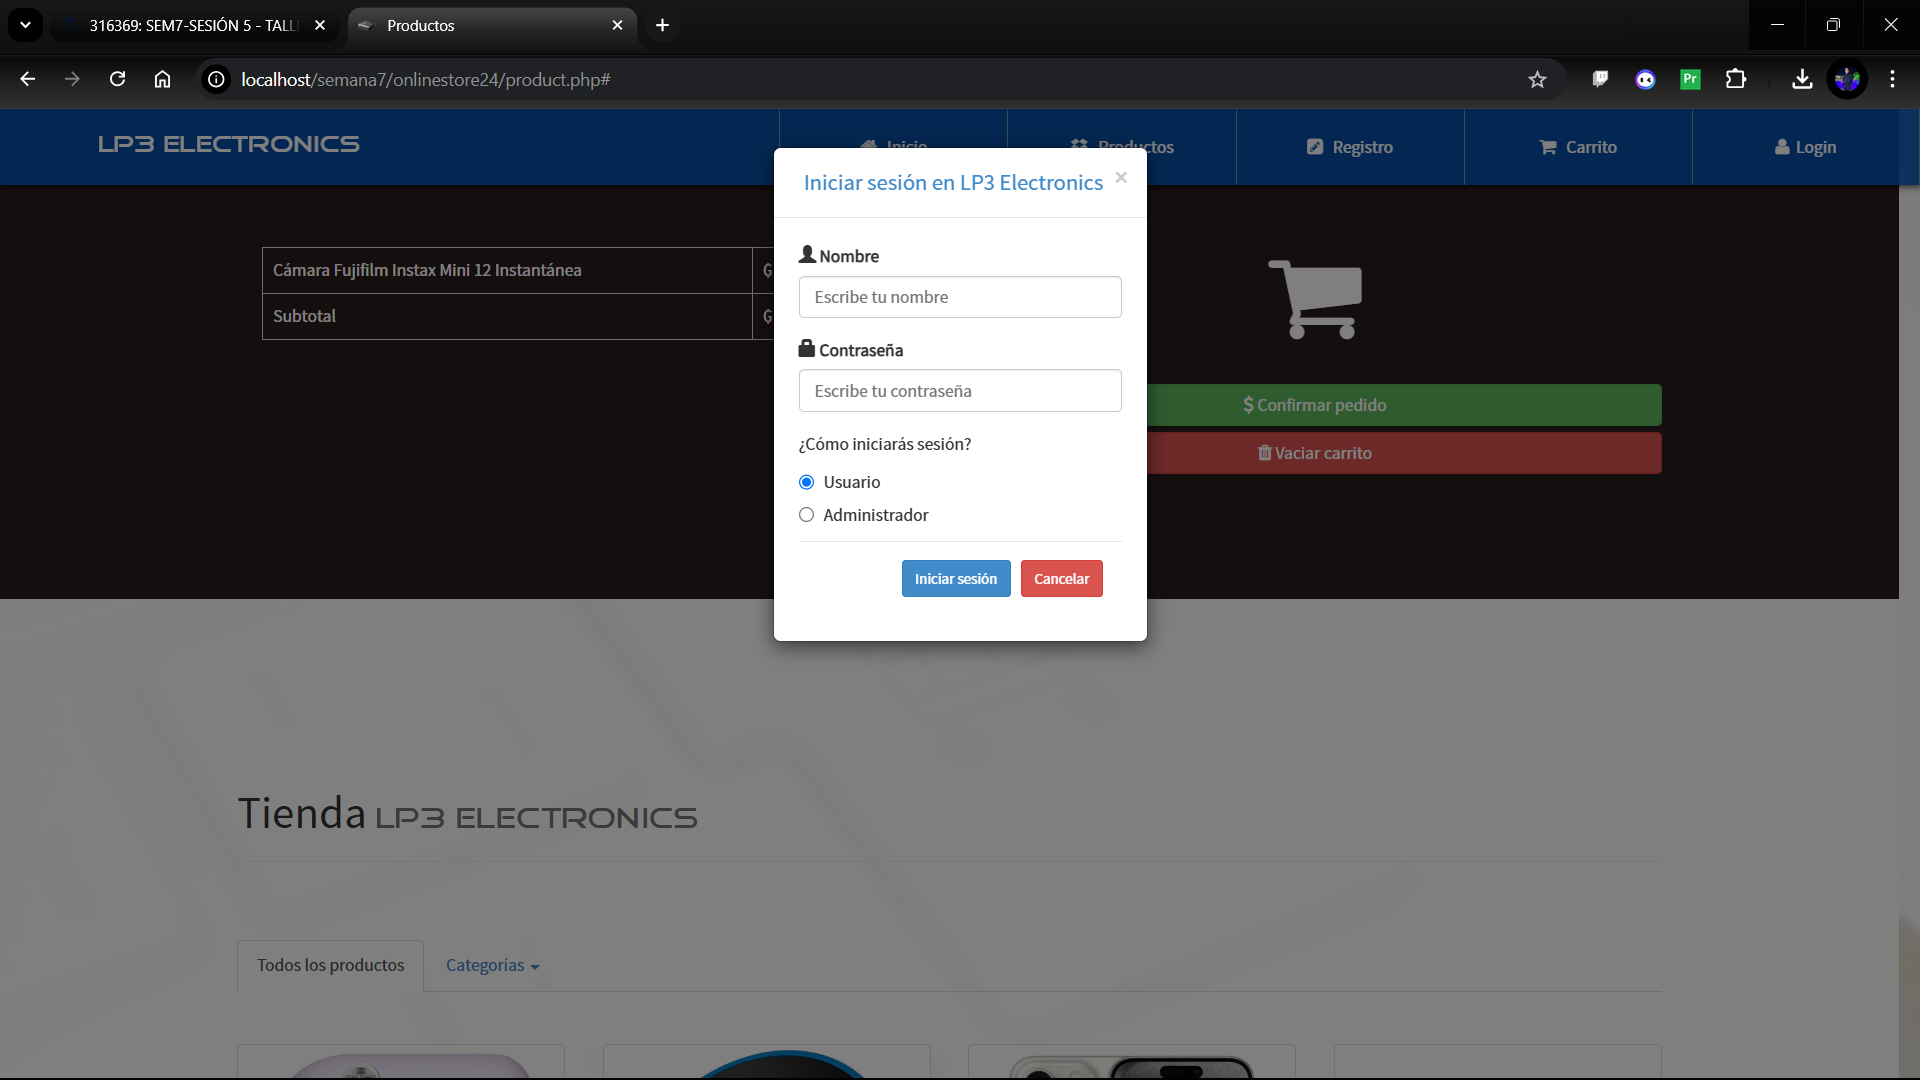 316369: SEM7-SESIÓN 5 - TALL
Productos
localhost/semana7/onlinestore24/product.php#
Pr
LP3 ELECTRONICS
Inicio
Productos
Registro
Carrito
Login
Iniciar sesión en LP3 Electronics ×
Nombre
Escribe tu nombre
Contraseña
Escribe tu contraseña
¿Cómo iniciarás sesión?
Usuario
Administrador
Iniciar sesión
Cancelar
Cámara Fujifilm Instax Mini 12 Instantánea
Subtotal
$ Confirmar pedido
Vaciar carrito
Tienda LP3 ELECTRONICS
Todos los productos
Categorías